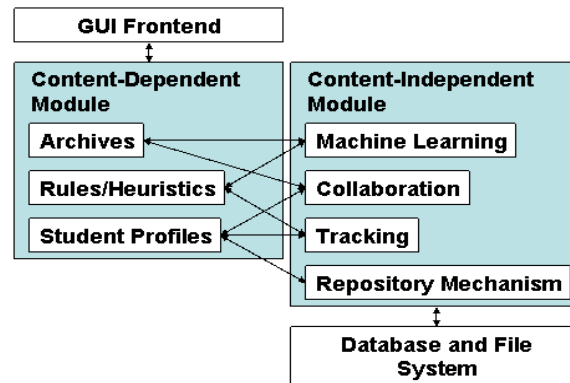 GUI Frontend
Content-Dependent
Module
Archives
Rules/Heuristics
Student Profiles
Content-Independent
Module
Machine Learning
Collaboration
Tracking
Repository Mechanism
Database and File
System